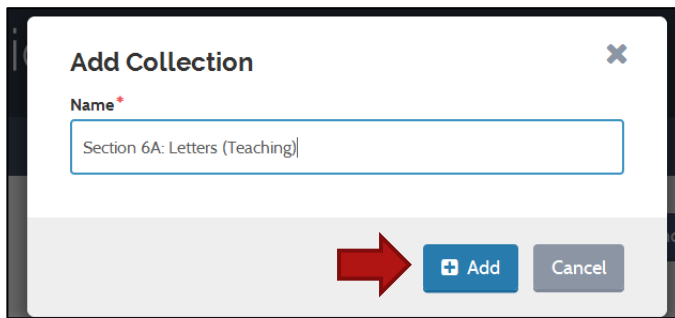 Add Collection
Name*
Section 6A: Letters (Teaching)
Add
Cancel